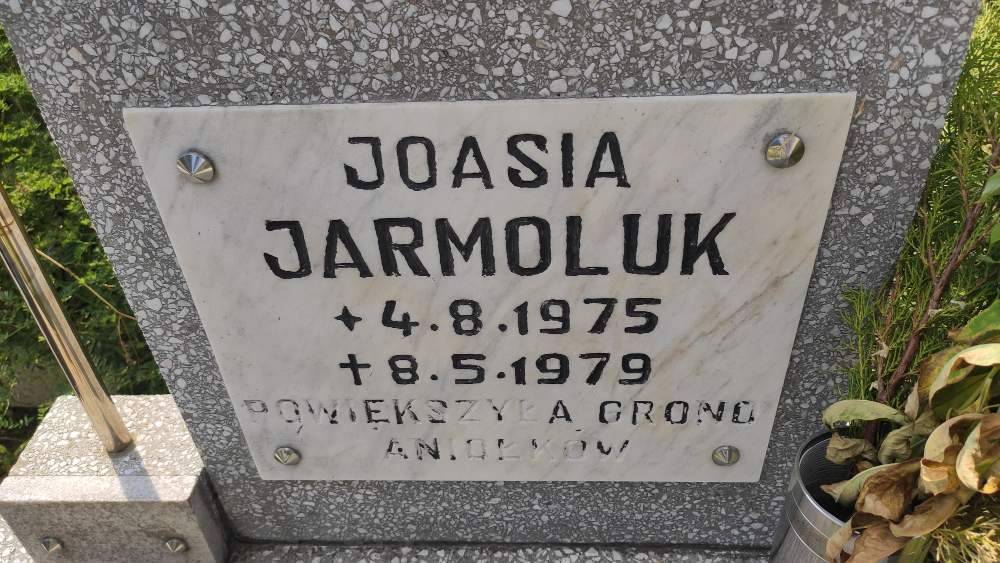 JOASIA
JARMOLUK
+ 4.8.1975
† 8.5.1979
POWIĘKSZYŁA GRONO
ANIOŁKÓW